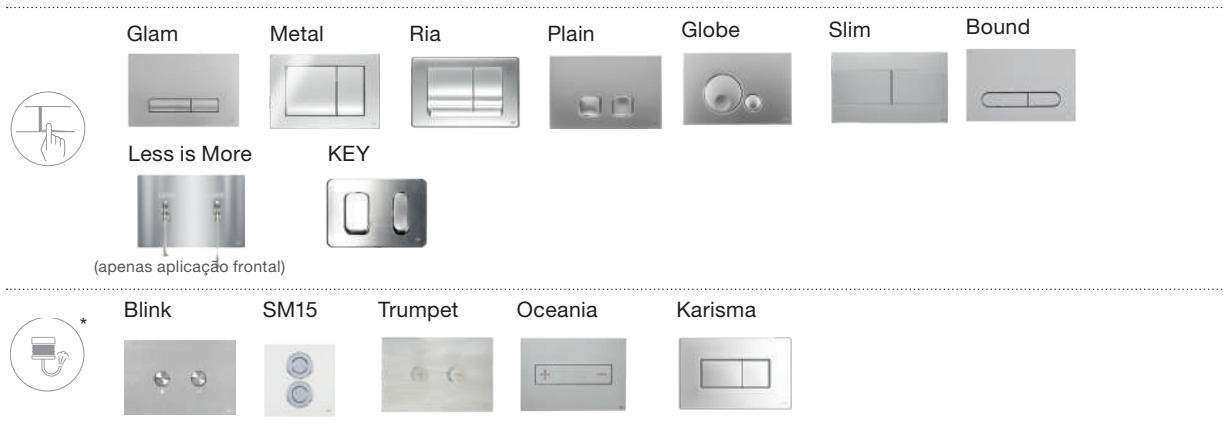 Glam Metal Ria Plain Globe Slim Bound
Less is More KEY
(apenas aplicação frontal)
*
Blink SM15 Trumpet Oceania Karisma